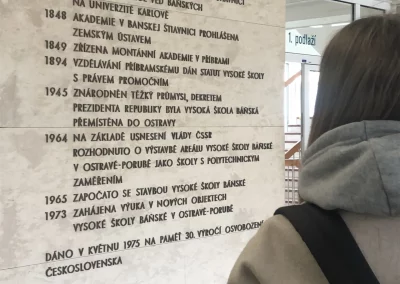 VĚD BÁŇSKÝCH
NA UNIVERZITĚ KARLOVĚ
1848 AKADEMIE V BANSKEJ ŠTIAVNICI PROHLÁŠENA
ZEMSKÝM ÚSTAVEM
1849 ZŘÍZENA MONTÁNNÍ AKADEMIE V PŘÍBRAMI
1894 VZDĚLÁVÁNÍ PŘÍBRAMSKÉMU DÁN STATUT VYSOKÉ ŠKOLY
S PRÁVEM PROMOČNÍM
1945 ZNÁRODNĚN TĚŽKÝ PRŮMYSL, DEKRETEM
PREZIDENTA REPUBLIKY BYLA VYSOKÁ ŠKOLA BÁŇSKÁ
PŘEMÍSTĚNA DO OSTRAVY
1964 NA ZÁKLADĚ USNESENÍ VLÁDY ČSSR
ROZHODNUTO O VÝSTAVBĚ AREÁLU VYSOKÉ ŠKOLY BÁŇSKÉ
V OSTRAVĚ-PORUBĚ JAKO ŠKOLY S POLYTECHNICKÝM
ZAMĚŘENÍM
1965 ZAPOČATO SE STAVBOU VYSOKÉ ŠKOLY BÁŇSKÉ
1973 ZAHÁJENA VÝUKA V NOVÝCH OBJEKTECH
VYSOKÉ ŠKOLY BÁŇSKÉ V OSTRAVĚ-PORUBĚ
DÁNO V KVĚTNU 1975 NA PAMĚŤ 30. VÝROČÍ OSVOBOZENÍ
ČESKOSLOVENSKA
1. podlaží